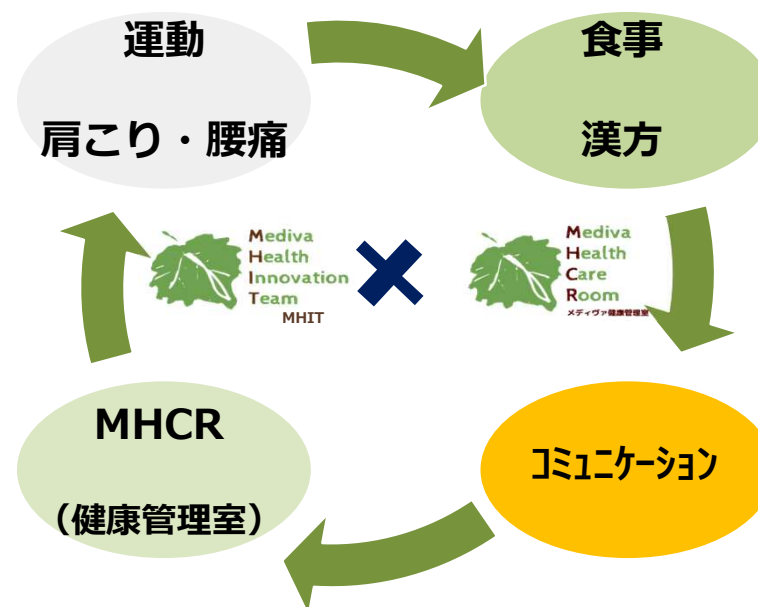 運動
肩こり・腰痛
食事
漢方
Mediva
Health
Innovation
Team
MHIT
Mediva
Health
Care
Room
メディヴァ健康管理室
MHCR
（健康管理室）
ｺﾐｭﾆｹｰｼｮﾝ